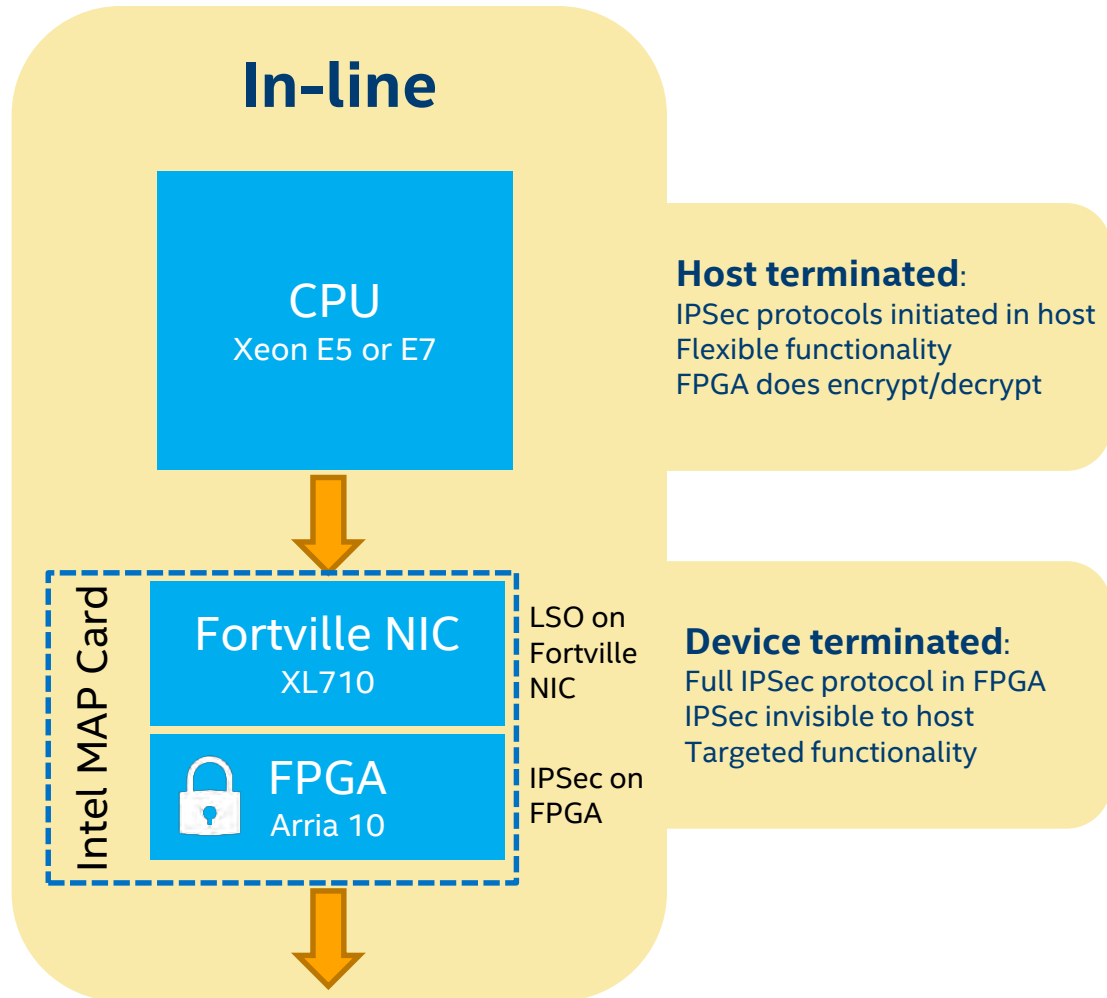 In-line
CPU
Xeon E5 or E7
Host terminated:
IPSec protocols initiated in host
Flexible functionality
FPGA does encrypt/decrypt
Intel MAP Card
Fortville NIC
XL710
LSO on
Fortville
NIC
FPGA
Arria 10
IPSec on
FPGA
Device terminated:
Full IPSec protocol in FPGA
IPSec invisible to host
Targeted functionality